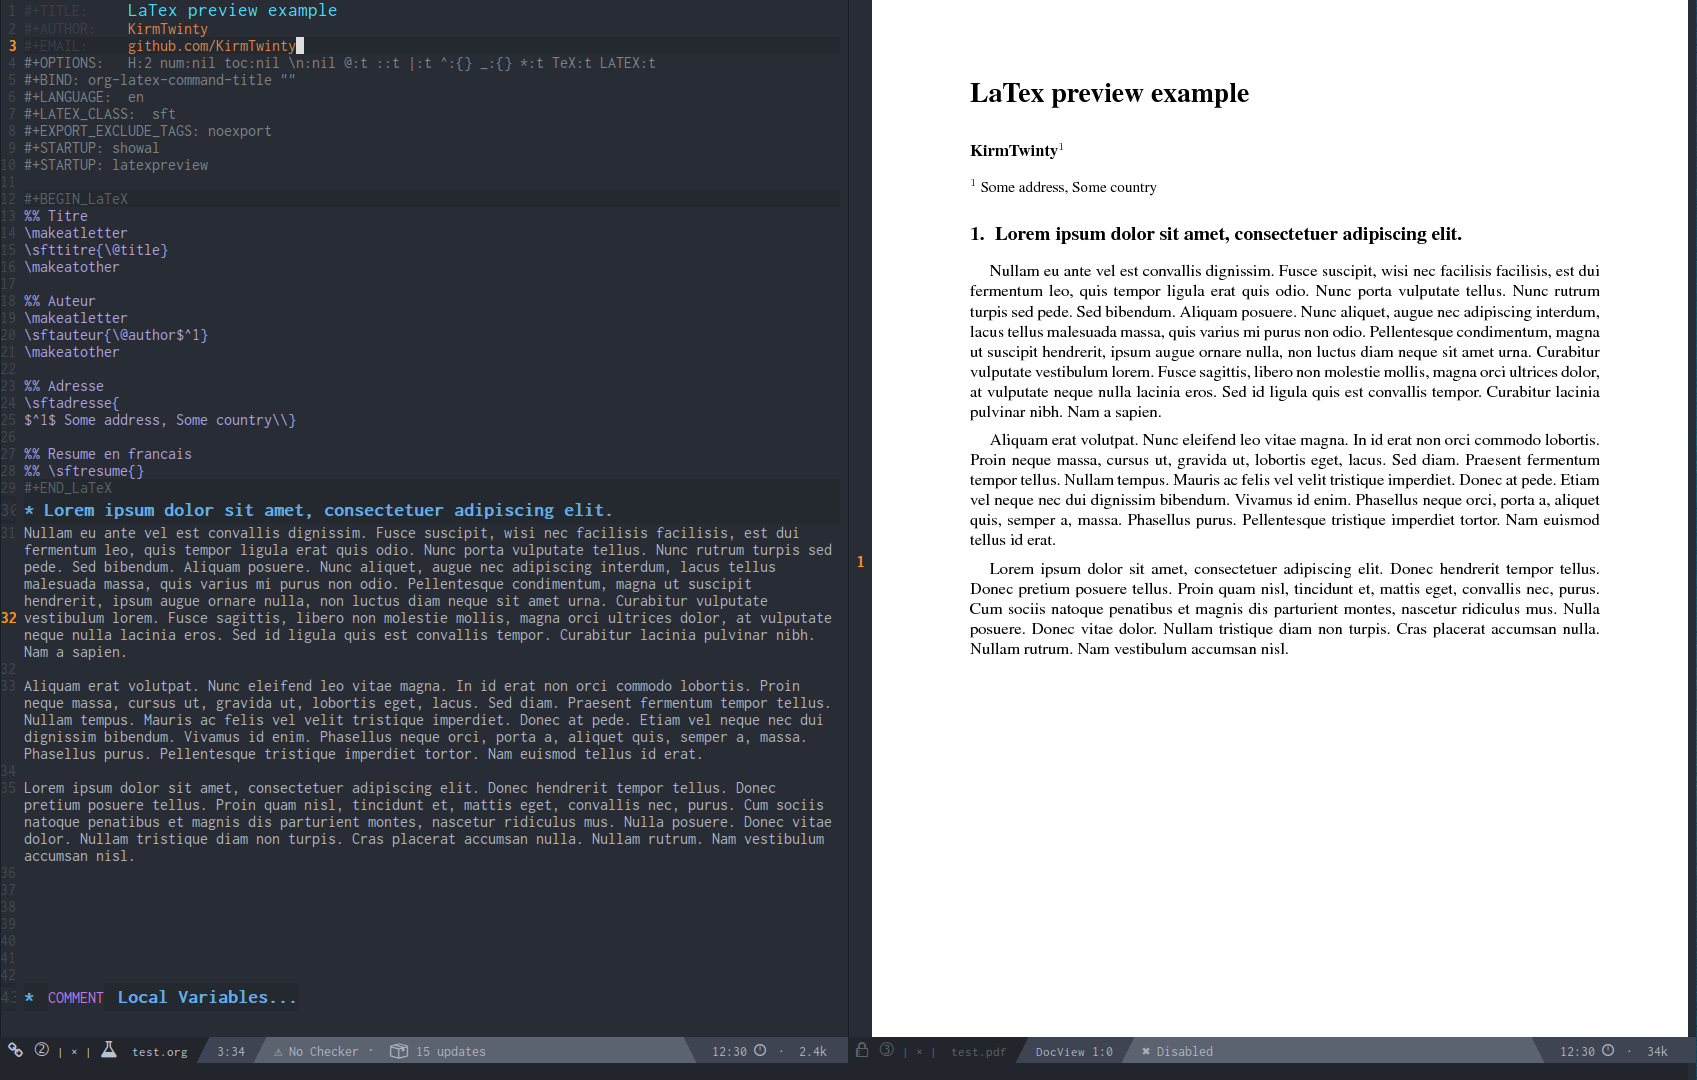 1 #+TITLE: LaTex preview example
2 #+AUTHOR: KirmTwinty
3 #+EMAIL: github.com/KirmTwinty
4 #+OPTIONS: H:2 num:nil toc:nil \n:nil @:t ::t |:t ^:{} _:{} *:t TeX:t LATEX:t
5 #+BIND: org-latex-command-title ""
6 #+LANGUAGE: en
7 #+LATEX_CLASS: sft
8 #+EXPORT_EXCLUDE_TAGS: noexport
9 #+STARTUP: showal
10 #+STARTUP: latexpreview
11
12 #+BEGIN_LaTeX
13 %% Titre
14 \makeatletter
15 \sfttitre{\@title}
16 \makeatother
17
18 %% Auteur
19 \makeatletter
20 \sftauteur{\@author$^1}
21 \makeatother
22
23 %% Adresse
24 \sftadresse{
25 $^1$ Some address, Some country\\}
26
27 %% Resume en francais
28 %% \sftresume{}
29 #+END_LaTeX
30 * Lorem ipsum dolor sit amet, consectetuer adipiscing elit.
31 Nullam eu ante vel est convallis dignissim. Fusce suscipit, wisi nec facilisis facilisis, est dui
fermentum leo, quis tempor ligula erat quis odio. Nunc porta vulputate tellus. Nunc rutrum turpis sed
pede. Sed bibendum. Aliquam posuere. Nunc aliquet, augue nec adipiscing interdum, lacus tellus
malesuada massa, quis varius mi purus non odio. Pellentesque condimentum, magna ut suscipit
hendrerit, ipsum augue ornare nulla, non luctus diam neque sit amet urna. Curabitur vulputate
32 vestibulum lorem. Fusce sagittis, libero non molestie mollis, magna orci ultrices dolor, at vulputate
neque nulla lacinia eros. Sed id ligula quis est convallis tempor. Curabitur lacinia pulvinar nibh.
Nam a sapien.
32
33 Aliquam erat volutpat. Nunc eleifend leo vitae magna. In id erat non orci commodo lobortis. Proin
neque massa, cursus ut, gravida ut, lobortis eget, lacus. Sed diam. Praesent fermentum tempor tellus.
Nullam tempus. Mauris ac felis vel velit tristique imperdiet. Donec at pede. Etiam vel neque nec dui
dignissim bibendum. Vivamus id enim. Phasellus neque orci, porta a, aliquet quis, semper a, massa.
Phasellus purus. Pellentesque tristique imperdiet tortor. Nam euismod tellus id erat.
34
35 Lorem ipsum dolor sit amet, consectetuer adipiscing elit. Donec hendrerit tempor tellus. Donec
pretium posuere tellus. Proin quam nisl, tincidunt et, mattis eget, convallis nec, purus. Cum sociis
natoque penatibus et magnis dis parturient montes, nascetur ridiculus mus. Nulla posuere. Donec vitae
dolor. Nullam tristique diam non turpis. Cras placerat accumsan nulla. Nullam rutrum. Nam vestibulum
accumsan nisl.
36
37
38
39
40
41
42
43 * COMMENT Local Variables...
2 | × | test.org 3:34 ⚠ No Checker · 15 updates 12:30 · 2.4k
LaTex preview example
KirmTwinty1
1 Some address, Some country
1. Lorem ipsum dolor sit amet, consectetuer adipiscing elit.
Nullam eu ante vel est convallis dignissim. Fusce suscipit, wisi nec facilisis facilisis, est dui
fermentum leo, quis tempor ligula erat quis odio. Nunc porta vulputate tellus. Nunc rutrum
turpis sed pede. Sed bibendum. Aliquam posuere. Nunc aliquet, augue nec adipiscing interdum,
lacus tellus malesuada massa, quis varius mi purus non odio. Pellentesque condimentum, magna
ut suscipit hendrerit, ipsum augue ornare nulla, non luctus diam neque sit amet urna. Curabitur
vulputate vestibulum lorem. Fusce sagittis, libero non molestie mollis, magna orci ultrices dolor,
at vulputate neque nulla lacinia eros. Sed id ligula quis est convallis tempor. Curabitur lacinia
pulvinar nibh. Nam a sapien.
Aliquam erat volutpat. Nunc eleifend leo vitae magna. In id erat non orci commodo lobortis.
Proin neque massa, cursus ut, gravida ut, lobortis eget, lacus. Sed diam. Praesent fermentum
tempor tellus. Nullam tempus. Mauris ac felis vel velit tristique imperdiet. Donec at pede. Etiam
vel neque nec dui dignissim bibendum. Vivamus id enim. Phasellus neque orci, porta a, aliquet
quis, semper a, massa. Phasellus purus. Pellentesque tristique imperdiet tortor. Nam euismod
tellus id erat.
1
Lorem ipsum dolor sit amet, consectetuer adipiscing elit. Donec hendrerit tempor tellus.
Donec pretium posuere tellus. Proin quam nisl, tincidunt et, mattis eget, convallis nec, purus.
Cum sociis natoque penatibus et magnis dis parturient montes, nascetur ridiculus mus. Nulla
posuere. Donec vitae dolor. Nullam tristique diam non turpis. Cras placerat accumsan nulla.
Nullam rutrum. Nam vestibulum accumsan nisl.
3 | × | test.pdf DocView 1:0 ✖ Disabled 12:30 · 34k